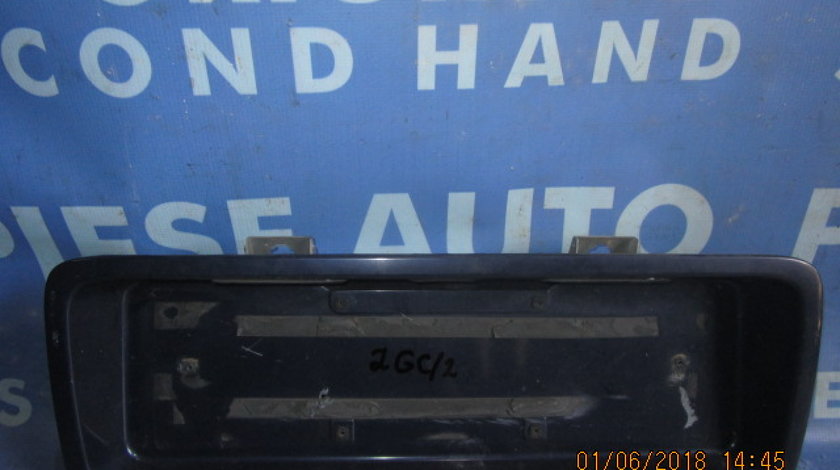 COND HAND
PIESE AUTO
2GC/2
01/06/2018 14:45